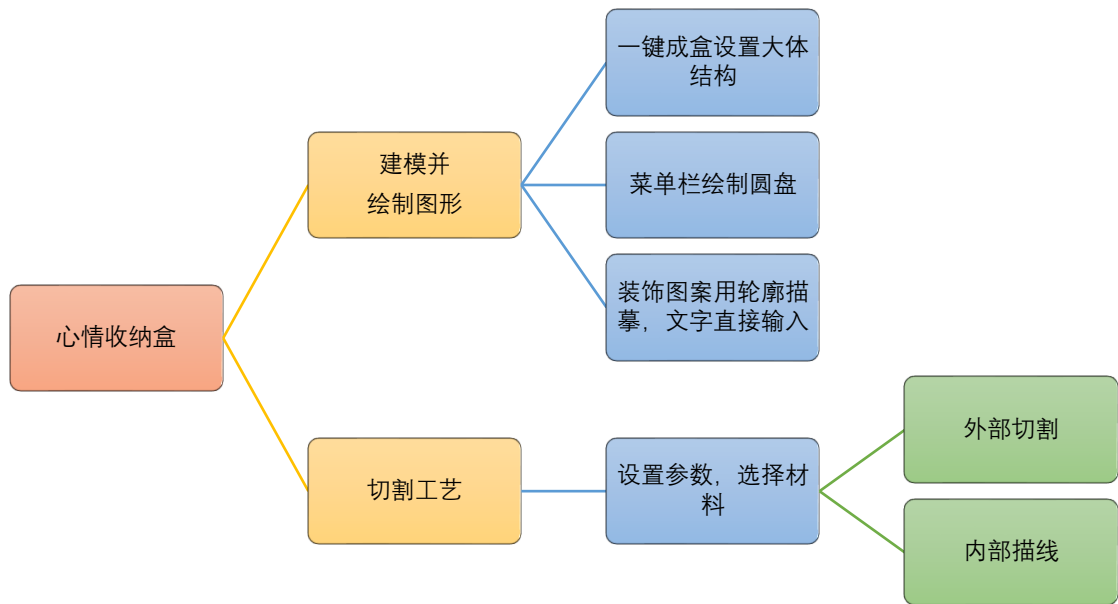 一键成盒设置大体
结构
建模并
绘制图形
菜单栏绘制圆盘
装饰图案用轮廓描
摹，文字直接输入
心情收纳盒
切割工艺
设置参数，选择材
料
外部切割
内部描线